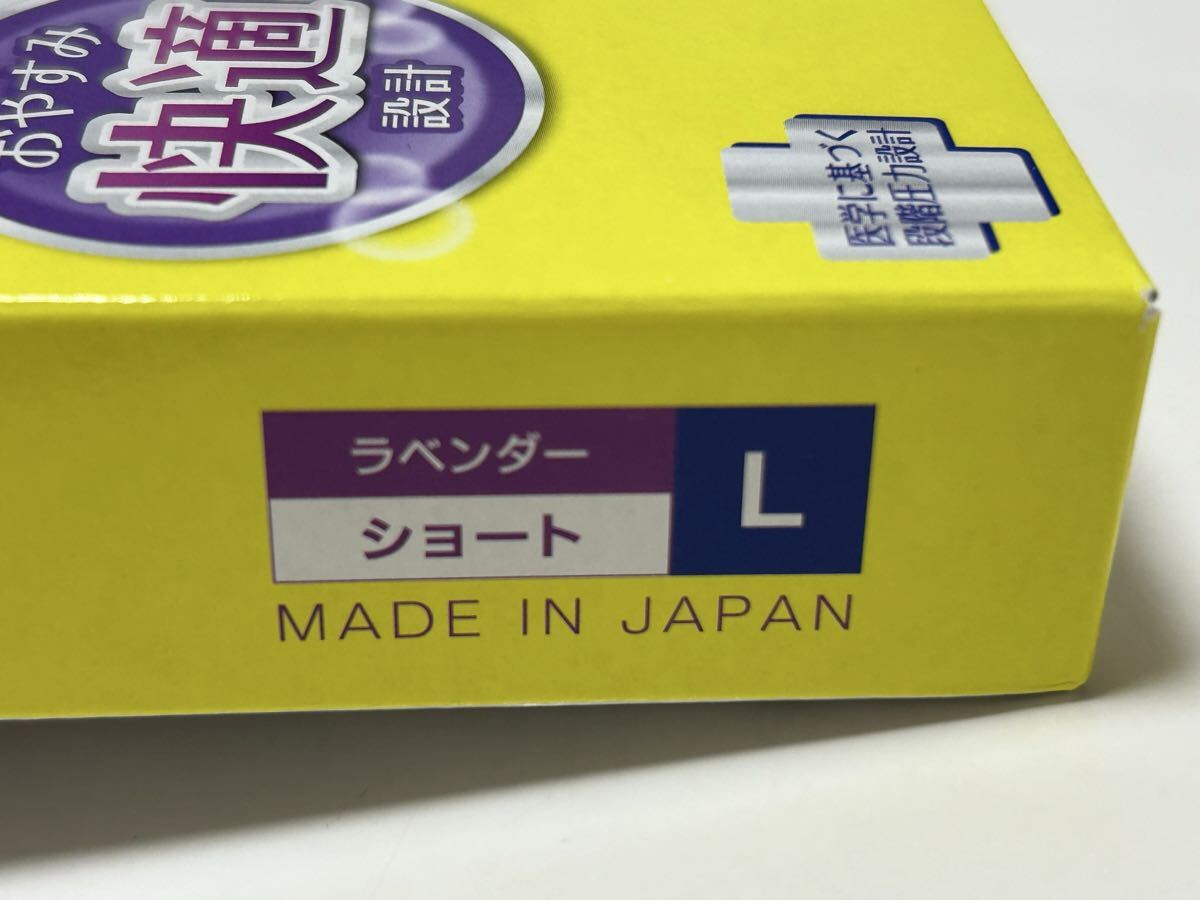 おやすみ
快適
設計
医学に基づく
段階圧力設計
ラベンダー
ショート
L
MADE IN JAPAN